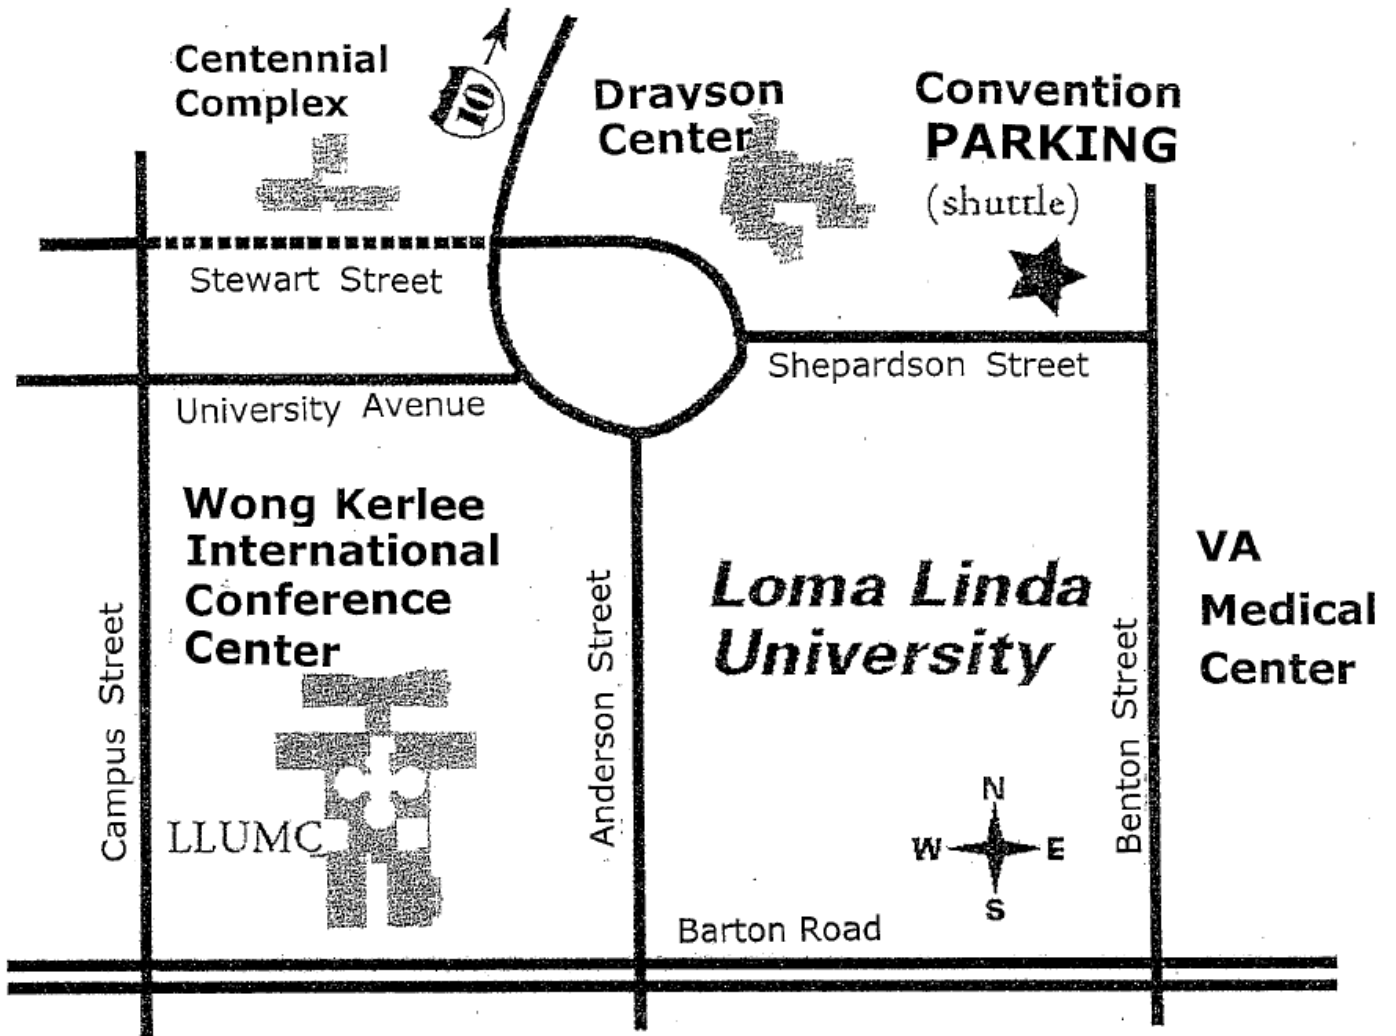 Centennial
Complex
10
Drayson
Center
Convention
PARKING
(shuttle)
Stewart Street
Shepardson Street
University Avenue
Wong Kerlee
International
Conference
Center
Campus Street
LLUMC
Anderson Street
Loma Linda
University
Benton Street
VA
Medical
Center
N
W E
S
Barton Road